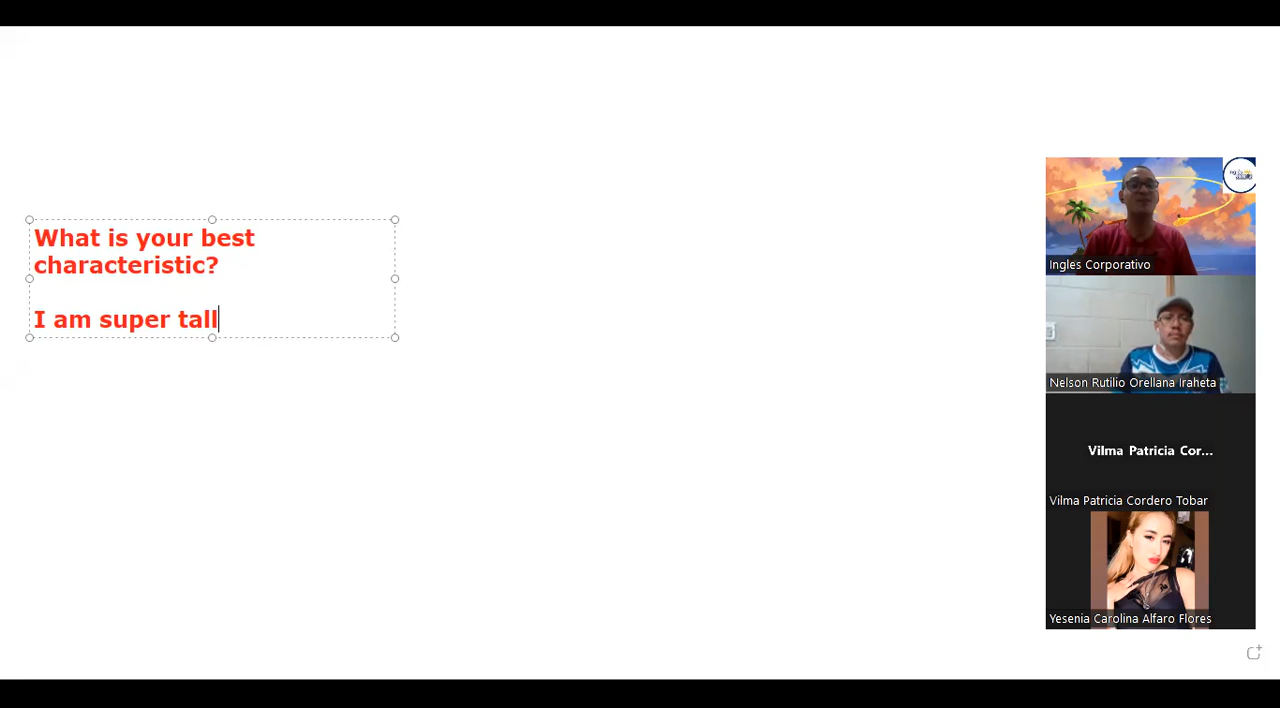 What is your best
characteristic?
I am super tall
Ingles Corporativo
Nelson Rutilio Orellana Iraheta
Vilma Patricia Cor...
Vilma Patricia Cordero Tobar
Yesenia Carolina Alfaro Flores